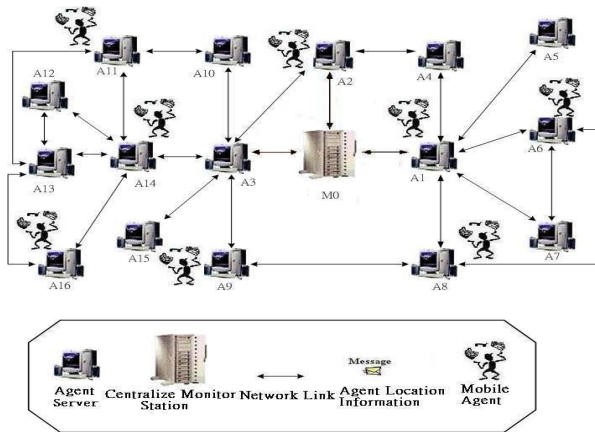 A11
A10
A2
A4
A5
A12
A6
A13
A14
A3
M0
A1
A16
A15
A9
A8
A7
Message
Agent
Server
Centralize Monitor
Station
Network Link
Agent Location
Information
Mobile
Agent